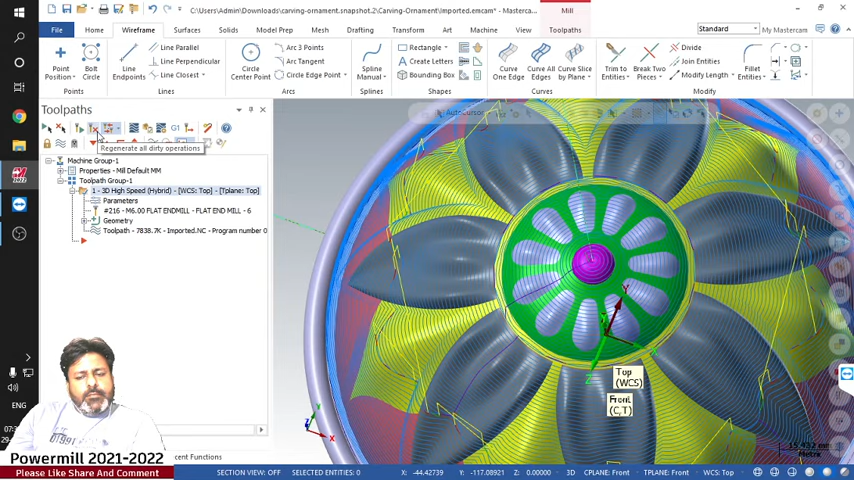 C:\Users\Admin\Downloads\carving-ornament.snapshot.2\Carving-Ornament\Imported.emcam* - Mastercam
Mill
File
Home
Wireframe
Surfaces
Solids
Model Prep
Mesh
Drafting
Transform
Art
Machine
View
Toolpaths
Standard
My Mastercam
Point Position
Bolt Circle
Points
Line Endpoints
Line Parallel
Line Perpendicular
Line Closest
Lines
Circle Center Point
Arc 3 Points
Arc Tangent
Circle Edge Point
Arcs
Rectangle
Create Letters
Bounding Box
Shapes
Curve One Edge
Curve All Edges
Curve Slice By Plane
Curves
Trim to Entities
Break Two Pieces
Divide
Join Entities
Modify Length
Fillet Entities
Modify
Toolpaths
AutoCursor
G1
Regenerate all dirty operations
Machine Group-1
Properties - Mill Default MM
Toolpath Group-1
1 - 3D High Speed (Hybrid) - [WCS: Top] - [Tplane: Top]
Parameters
#216 - M6.00 FLAT ENDMILL - FLAT END MILL - 6
Geometry
Toolpath - 7838.7K - Imported.NC - Program number 0
Top
(WCS)
Front
(C,T)
Y
X
Z
Y
X
Z
ENG
Powermill 2021-2022
cent Functions
Please Like Share And Comment
15.432 mm
Metric
SECTION VIEW: OFF
SELECTED ENTITIES: 0
X: -44.42739
Y: -117.08921
Z: 0.00000
3D
CPLANE: Front
TPLANE: Front
WCS: Top